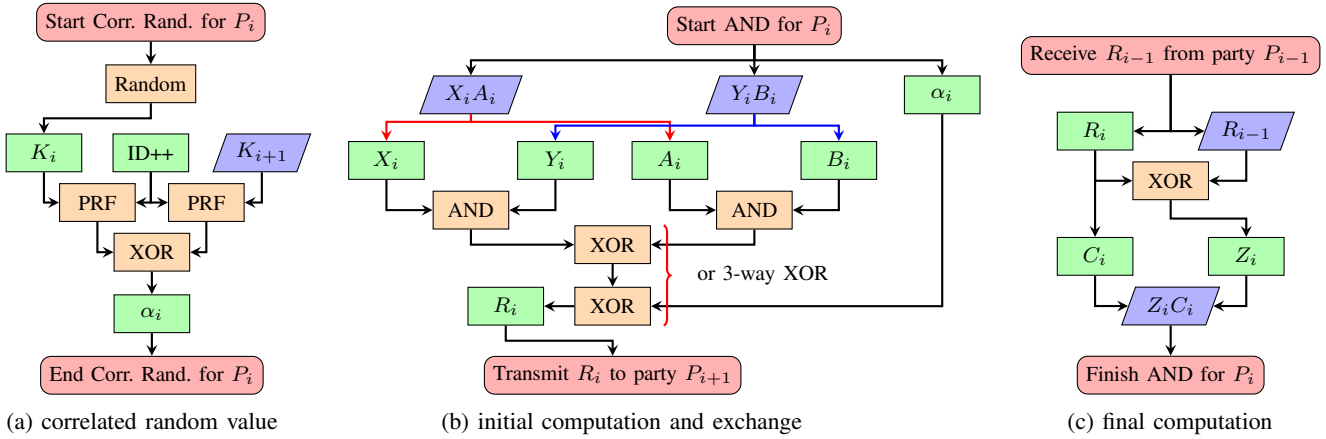 Start Corr. Rand. for P_i
Random
K_i
ID++
K_{i+1}
PRF
PRF
XOR
α_i
End Corr. Rand. for P_i
(a) correlated random value
Start AND for P_i
X_iA_i
Y_iB_i
α_i
X_i
Y_i
A_i
B_i
AND
AND
XOR
or 3-way XOR
R_i
XOR
Transmit R_i to party P_{i+1}
(b) initial computation and exchange
Receive R_{i-1} from party P_{i-1}
R_i
R_{i-1}
XOR
C_i
Z_i
Z_iC_i
Finish AND for P_i
(c) final computation